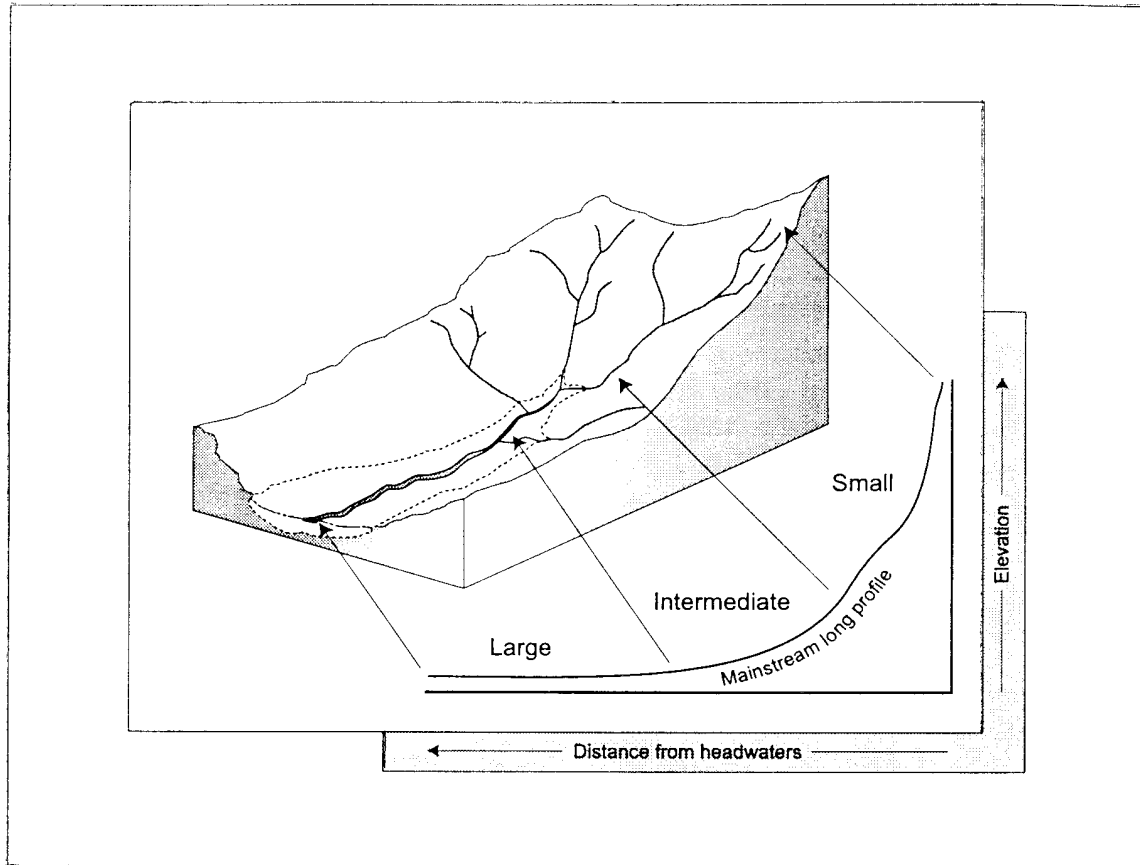 Small
Elevation
Intermediate
Mainstream long profile
Large
Distance from headwaters